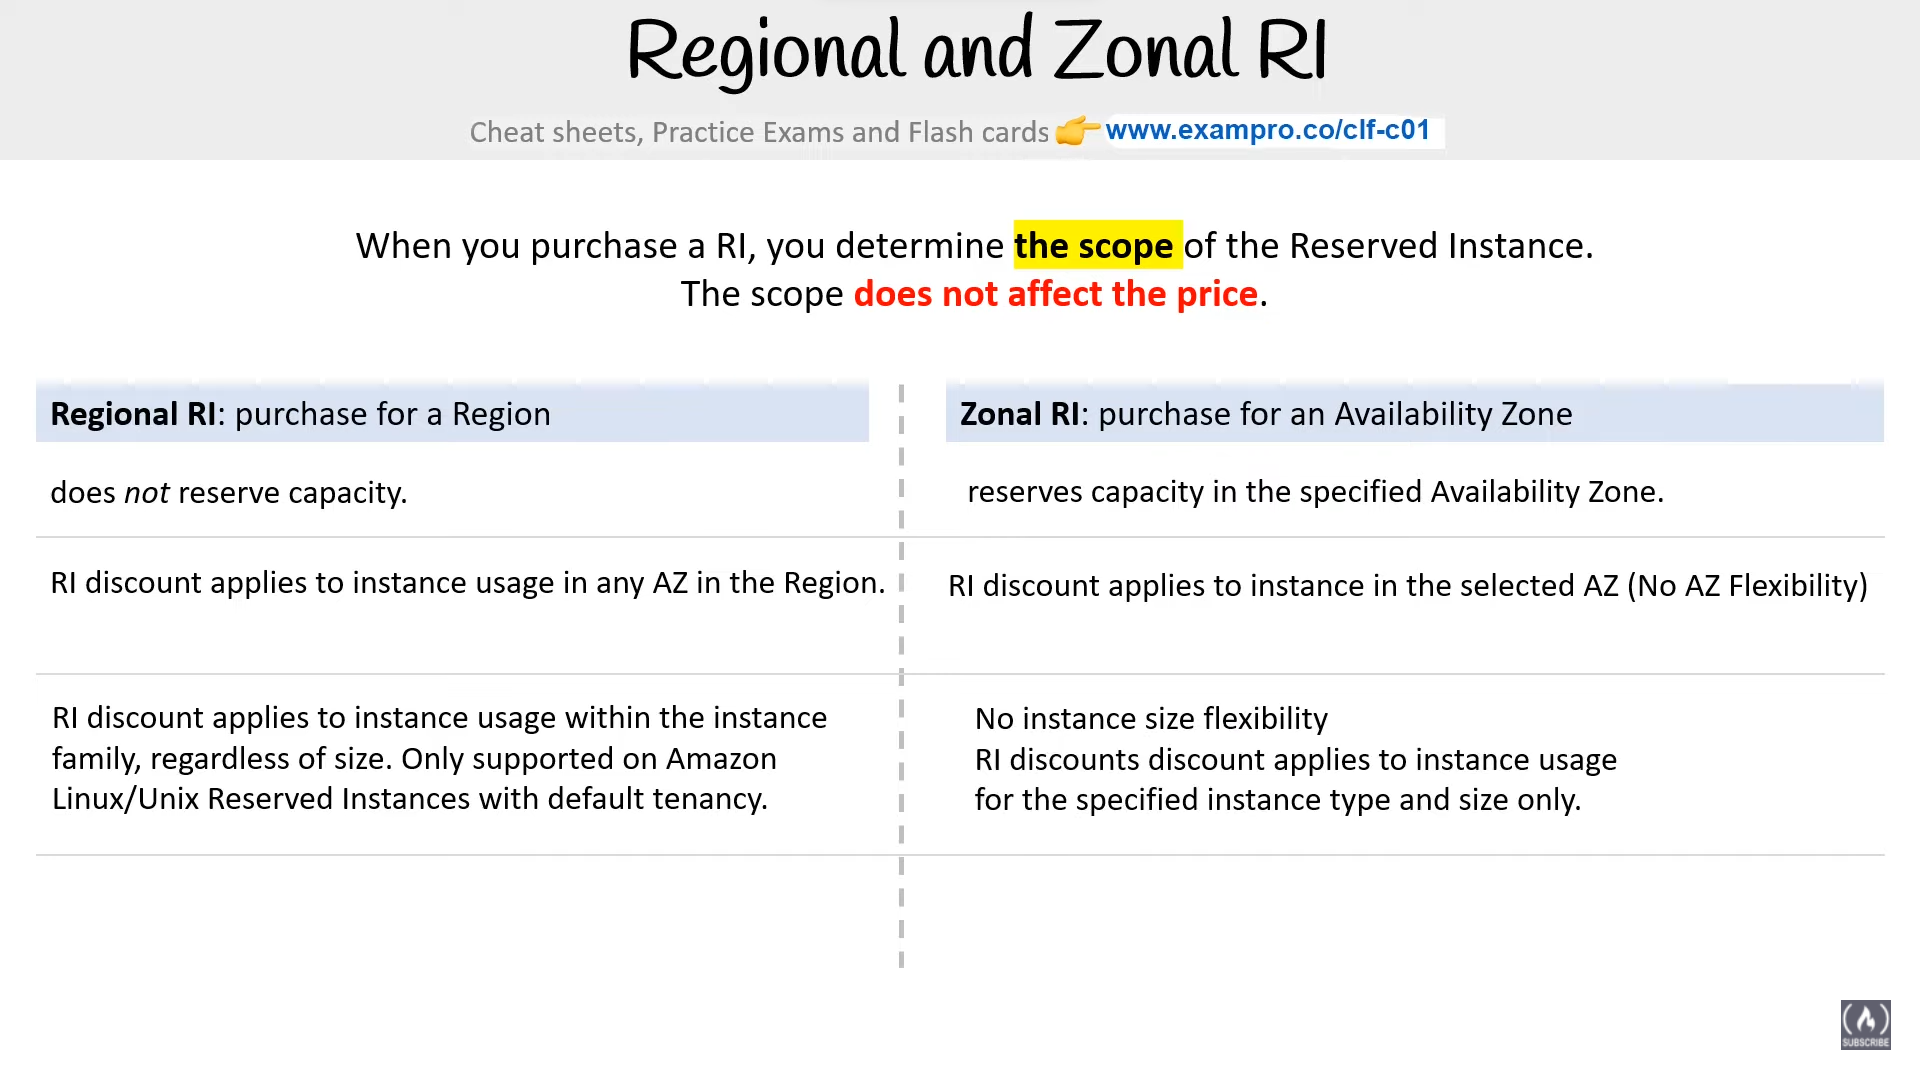 Regional and Zonal RI
Cheat sheets, Practice Exams and Flash cards 👉 www.exampro.co/clf-c01
When you purchase a RI, you determine the scope of the Reserved Instance.
The scope does not affect the price.
Regional RI: purchase for a Region
does not reserve capacity.
RI discount applies to instance usage in any AZ in the Region.
RI discount applies to instance usage within the instance
family, regardless of size. Only supported on Amazon
Linux/Unix Reserved Instances with default tenancy.
Zonal RI: purchase for an Availability Zone
reserves capacity in the specified Availability Zone.
RI discount applies to instance in the selected AZ (No AZ Flexibility)
No instance size flexibility
RI discounts discount applies to instance usage
for the specified instance type and size only.
SUBSCRIBE